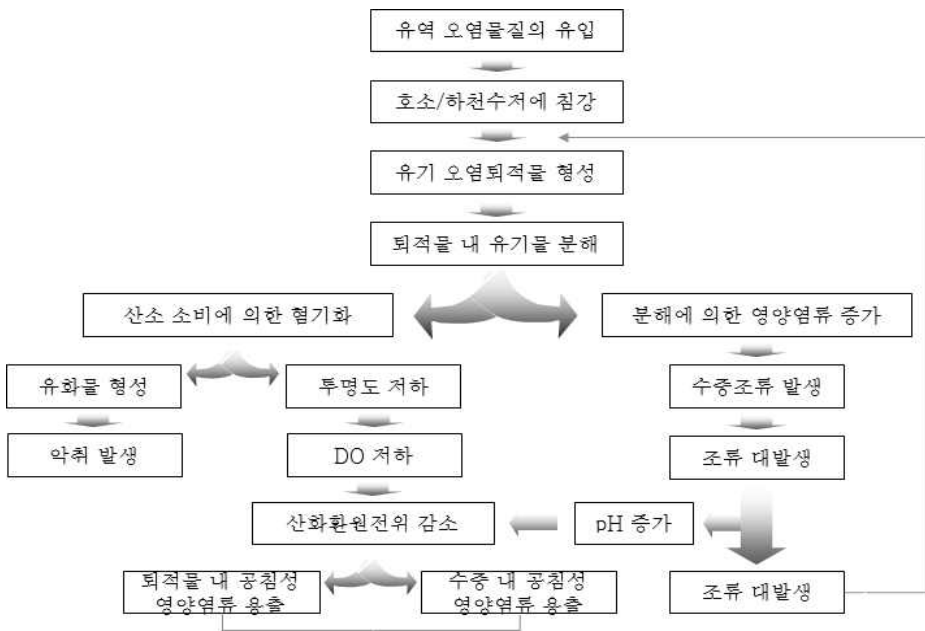 유역 오염물질의 유입
호소/하천수저에 침강
유기 오염퇴적물 형성
퇴적물 내 유기물 분해
산소 소비에 의한 혐기화
분해에 의한 영양염류 증가
유화물 형성
투명도 저하
수중조류 발생
악취 발생
DO 저하
조류 대발생
산화환원전위 감소
pH 증가
퇴적물 내 공침성
영양염류 용출
수중 내 공침성
영양염류 용출
조류 대발생